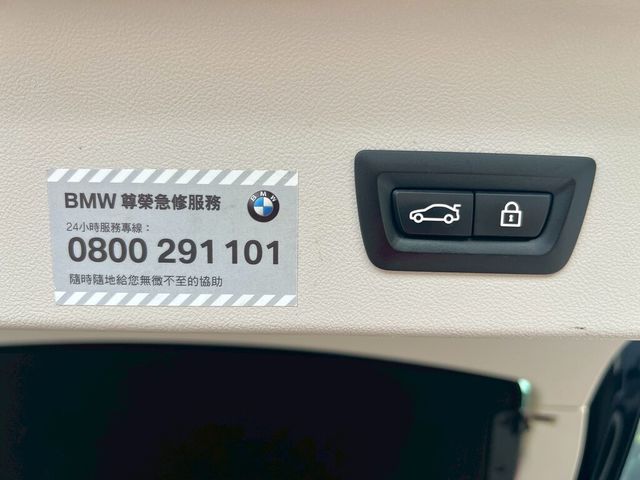 BMW 尊榮急修服務
BMW
24小時服務專線：
0800 291 101
隨時隨地給您無微不至的協助